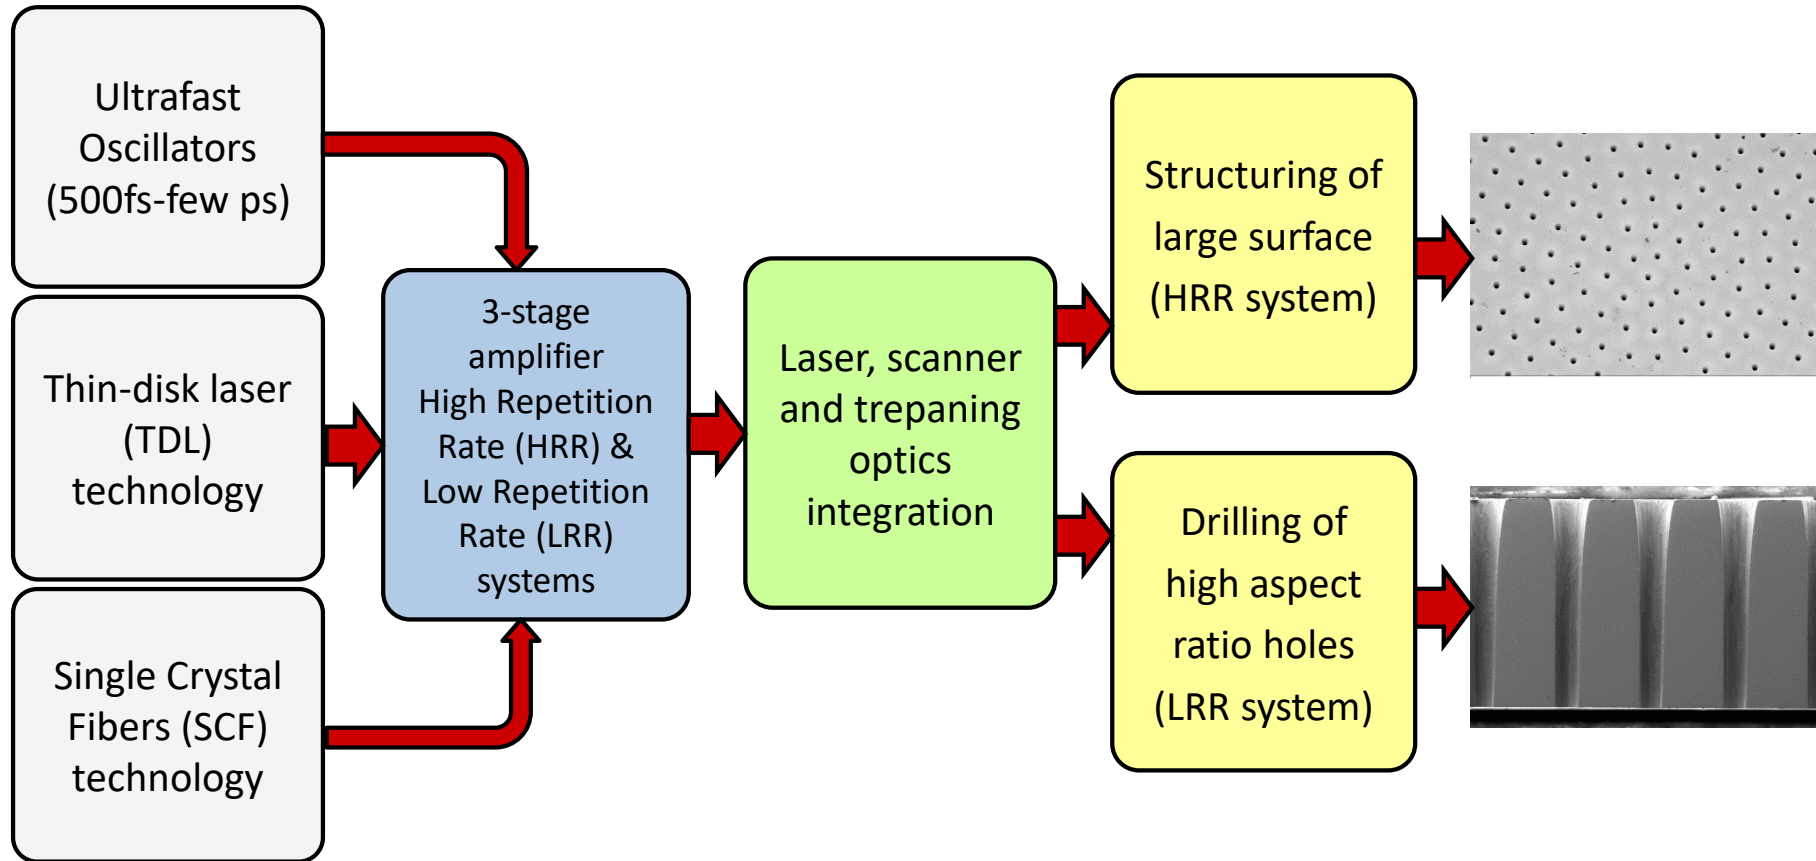 Ultrafast
Oscillators
(500fs-few ps)
Thin-disk laser
(TDL)
technology
Single Crystal
Fibers (SCF)
technology
3-stage
amplifier
High Repetition
Rate (HRR) &
Low Repetition
Rate (LRR)
systems
Laser, scanner
and trepaning
optics
integration
Structuring of
large surface
(HRR system)
Drilling of
high aspect
ratio holes
(LRR system)